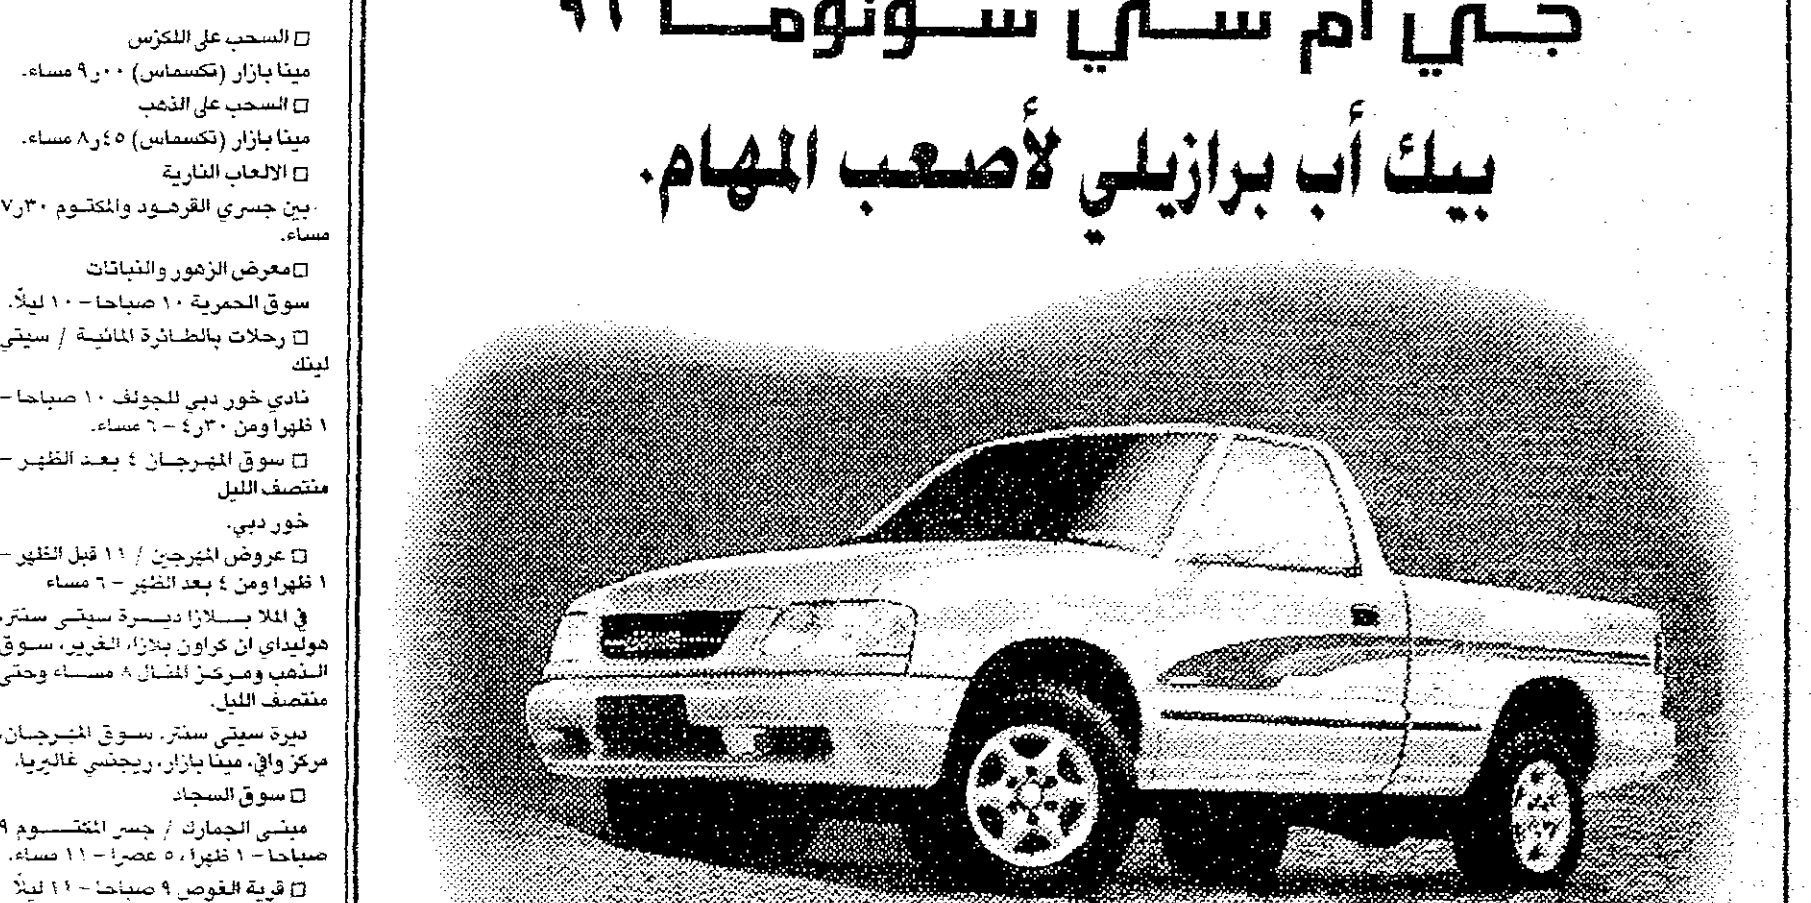 جي ام سي سونوما ٩٦
بيك أب برازيلي لأصعب المهام.
□ السحب على اللكزس
مينا بازار (تكسماس) ٠٠ر٩ مساء.
□ السحب على الذهب
مينا بازار (تكسماس) ٤٥ر٨ مساء.
□ الالعاب النارية
بين جسري القرهود والمكتوم ٣٠ر٧
مساء.
□ معرض الزهور والنباتات
سوق الحمرية ١٠ صباحا - ١٠ ليلًا.
□ رحلات بالطائرة المائية / سيتي
لينك
نادي خور دبي للجولف ١٠ صباحا -
١ ظهرا ومن ٣٠ر٤ - ٦ مساء.
□ سوق المهرجان ٤ بعد الظهر -
منتصف الليل
خور دبي.
□ عروض المهرجين / ١١ قبل الظهر -
١ ظهرا ومن ٤ بعد الظهر - ٦ مساء
في الملا بلازا ديرة سيتي سنتر،
هوليداي ان كراون بلازا، الغرير، سوق
الذهب ومركز المنال ٨ مساء وحتى
منتصف الليل.
ديرة سيتي سنتر. سوق المهرجان،
مركز وافي، مينا بازار، ريجنسي غاليريا.
□ سوق السجاد
مبنى الجمارك / جسر المكتوم ٩
صباحا - ١ ظهرا، ٥ عصرا - ١١ مساء.
□ قرية الغوص ٩ صباحا - ١١ ليلًا